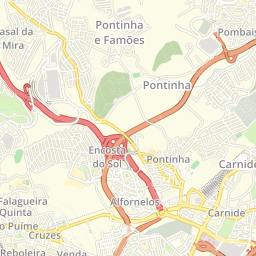 Pontinha
e Famões
asal da
Mira
Pombais
Pontinha
Encosta
do Sol
Pontinha
Carnide
Falagueira
Quinta
o Puime
Cruzes
Reboleira
Venda
Alfornelos
Carnide